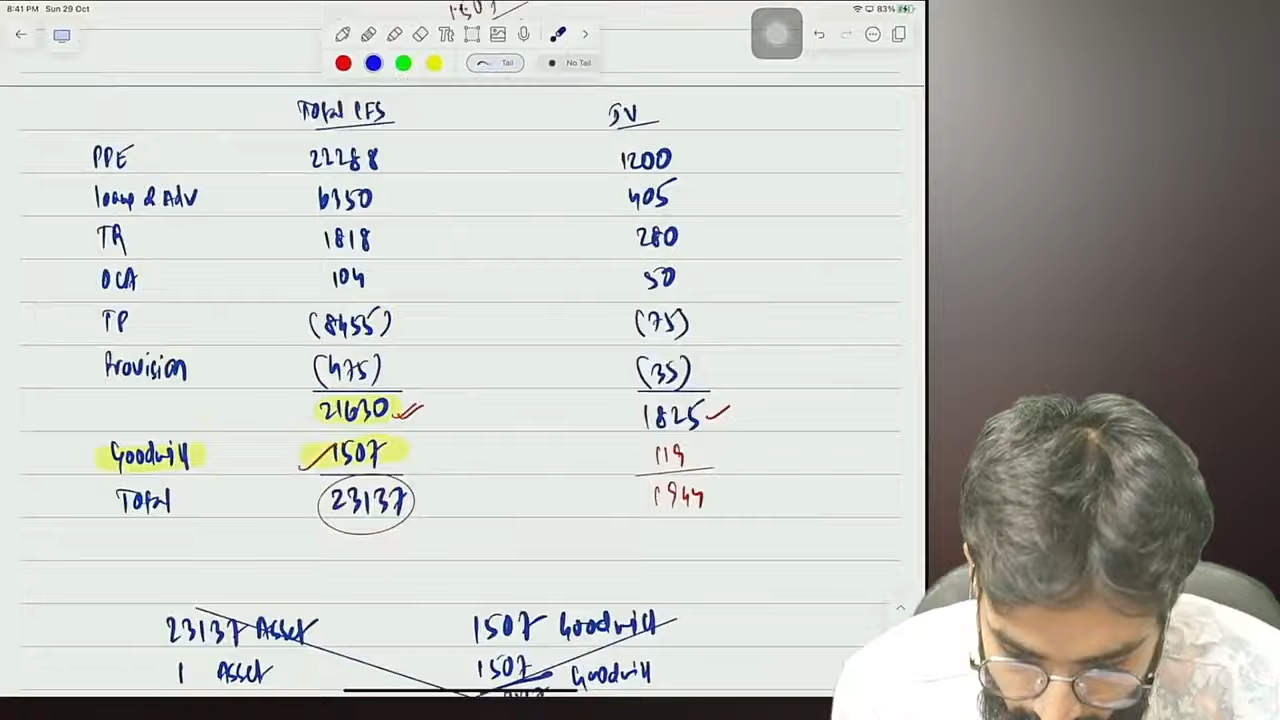 8:41 PM Sun 29 Oct
83%
Tail
No Tail
Total CFS JV
PPE 22288 1200
loans & Adv 6350 405
TR 1818 280
OCA 104 50
TP (8455) (75)
Provision (475) (35)
21630 1825
Goodwill 1507 119
Total 23137 1944
23137 Asset 1507 Goodwill
1 Asset 1507 Goodwill